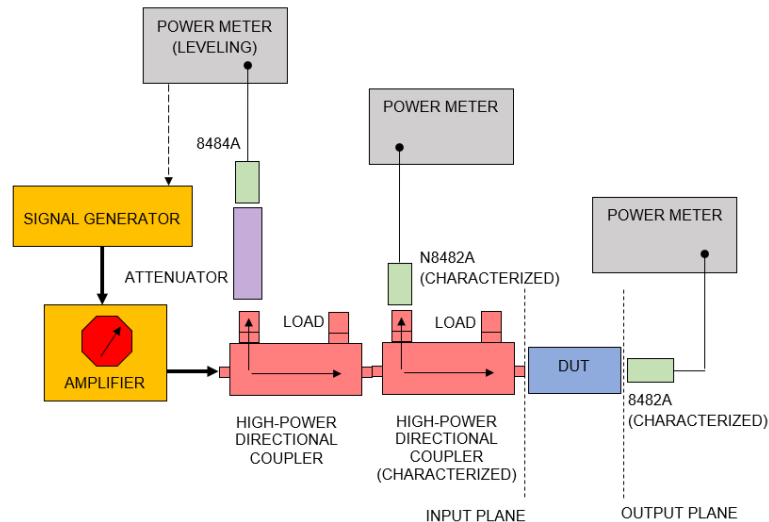 POWER METER
(LEVELING)
8484A
POWER METER
SIGNAL GENERATOR
POWER METER
ATTENUATOR
N8482A
(CHARACTERIZED)
LOAD
LOAD
AMPLIFIER
DUT
8482A
(CHARACTERIZED)
HIGH-POWER
DIRECTIONAL
COUPLER
HIGH-POWER
DIRECTIONAL
COUPLER
(CHARACTERIZED)
INPUT PLANE
OUTPUT PLANE